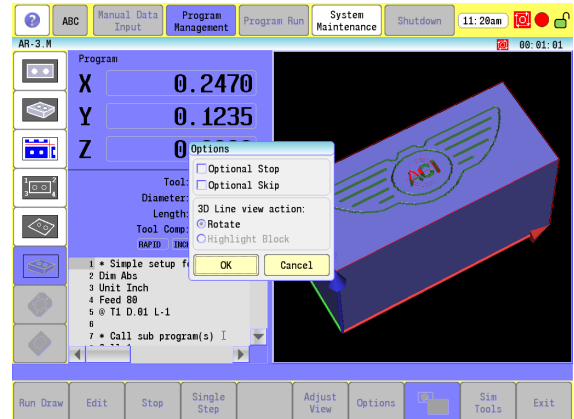 ABC
Manual Data
Input
Program
Management
Program Run
System
Maintenance
Shutdown
11:20am
AR-3.M
00:01:01
Program
X 0.2470
Y 0.1235
Z 0
Options
Optional Stop
Optional Skip
3D Line view action:
Rotate
Highlight Block
OK Cancel
Tool:
Diameter:
Length:
Tool Comp:
RAPID
1 * Simple setup
2 Dim Abs
3 Unit Inch
4 Feed 80
5 @ T1 D.01 L-1
6
7 * Call sub program(s)
ACI
Run Draw
Edit
Stop
Single
Step
Adjust
View
Options
Sim
Tools
Exit